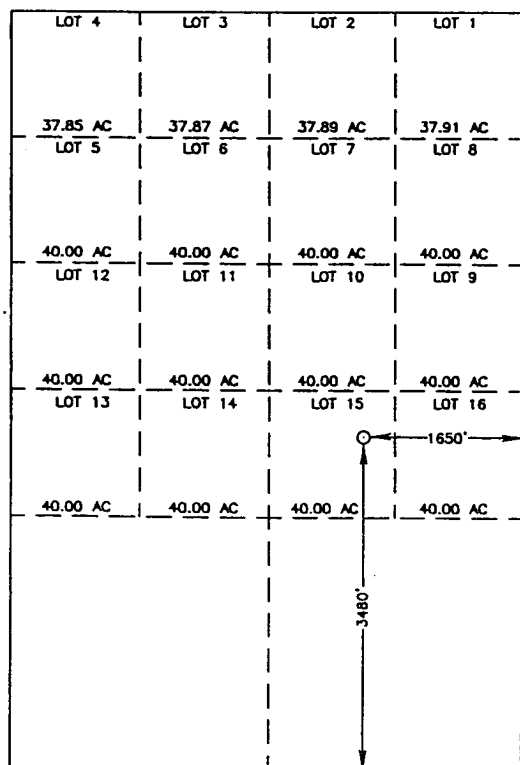 LOT 4 LOT 3 LOT 2 LOT 1
37.85 AC 37.87 AC 37.89 AC 37.91 AC
LOT 5 LOT 6 LOT 7 LOT 8
40.00 AC 40.00 AC 40.00 AC 40.00 AC
LOT 12 LOT 11 LOT 10 LOT 9
40.00 AC 40.00 AC 40.00 AC 40.00 AC
LOT 13 LOT 14 LOT 15 LOT 16
1650'
40.00 AC 40.00 AC 40.00 AC 40.00 AC
3480'